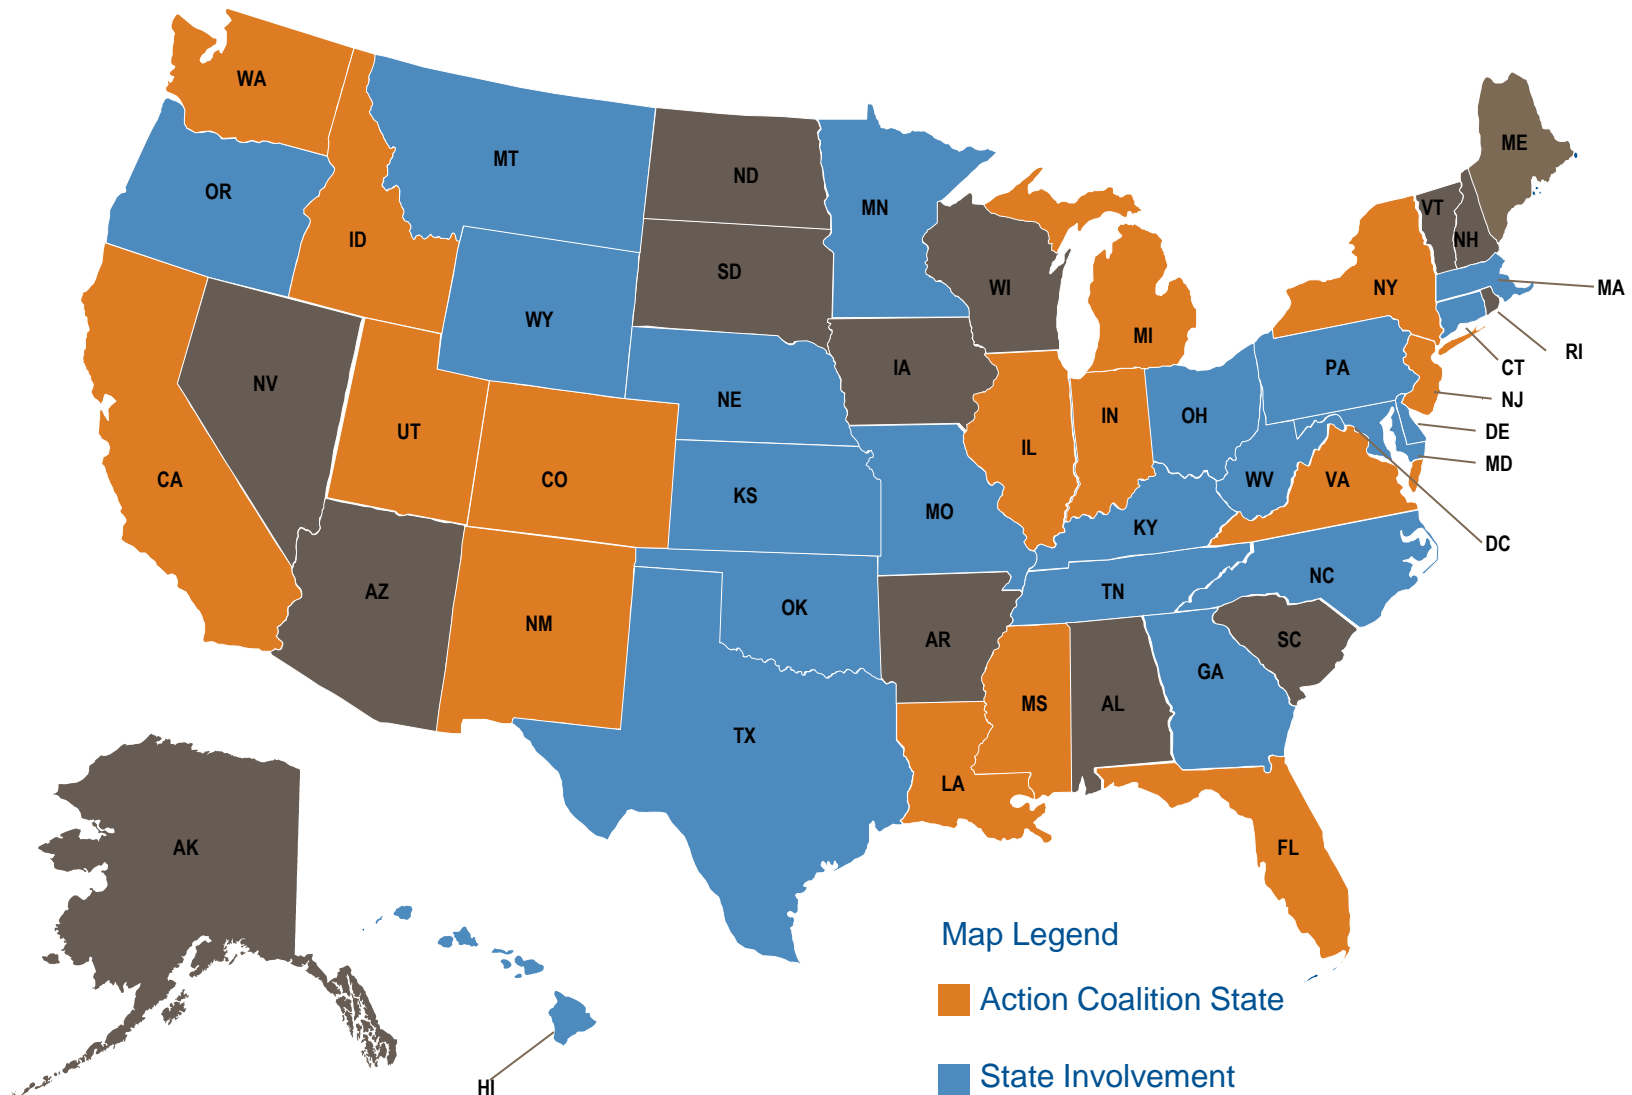 WA
MT
ND
ME
OR
MN
VT
ID
NH
SD
WI
NY
MA
WY
MI
RI
IA
PA
CT
NV
NE
NJ
IN
OH
UT
DE
IL
MD
CA
CO
WV
VA
KS
MO
KY
DC
NC
AZ
TN
OK
NM
AR
SC
GA
MS
AL
TX
LA
AK
FL
HI
Map Legend
Action Coalition State
State Involvement